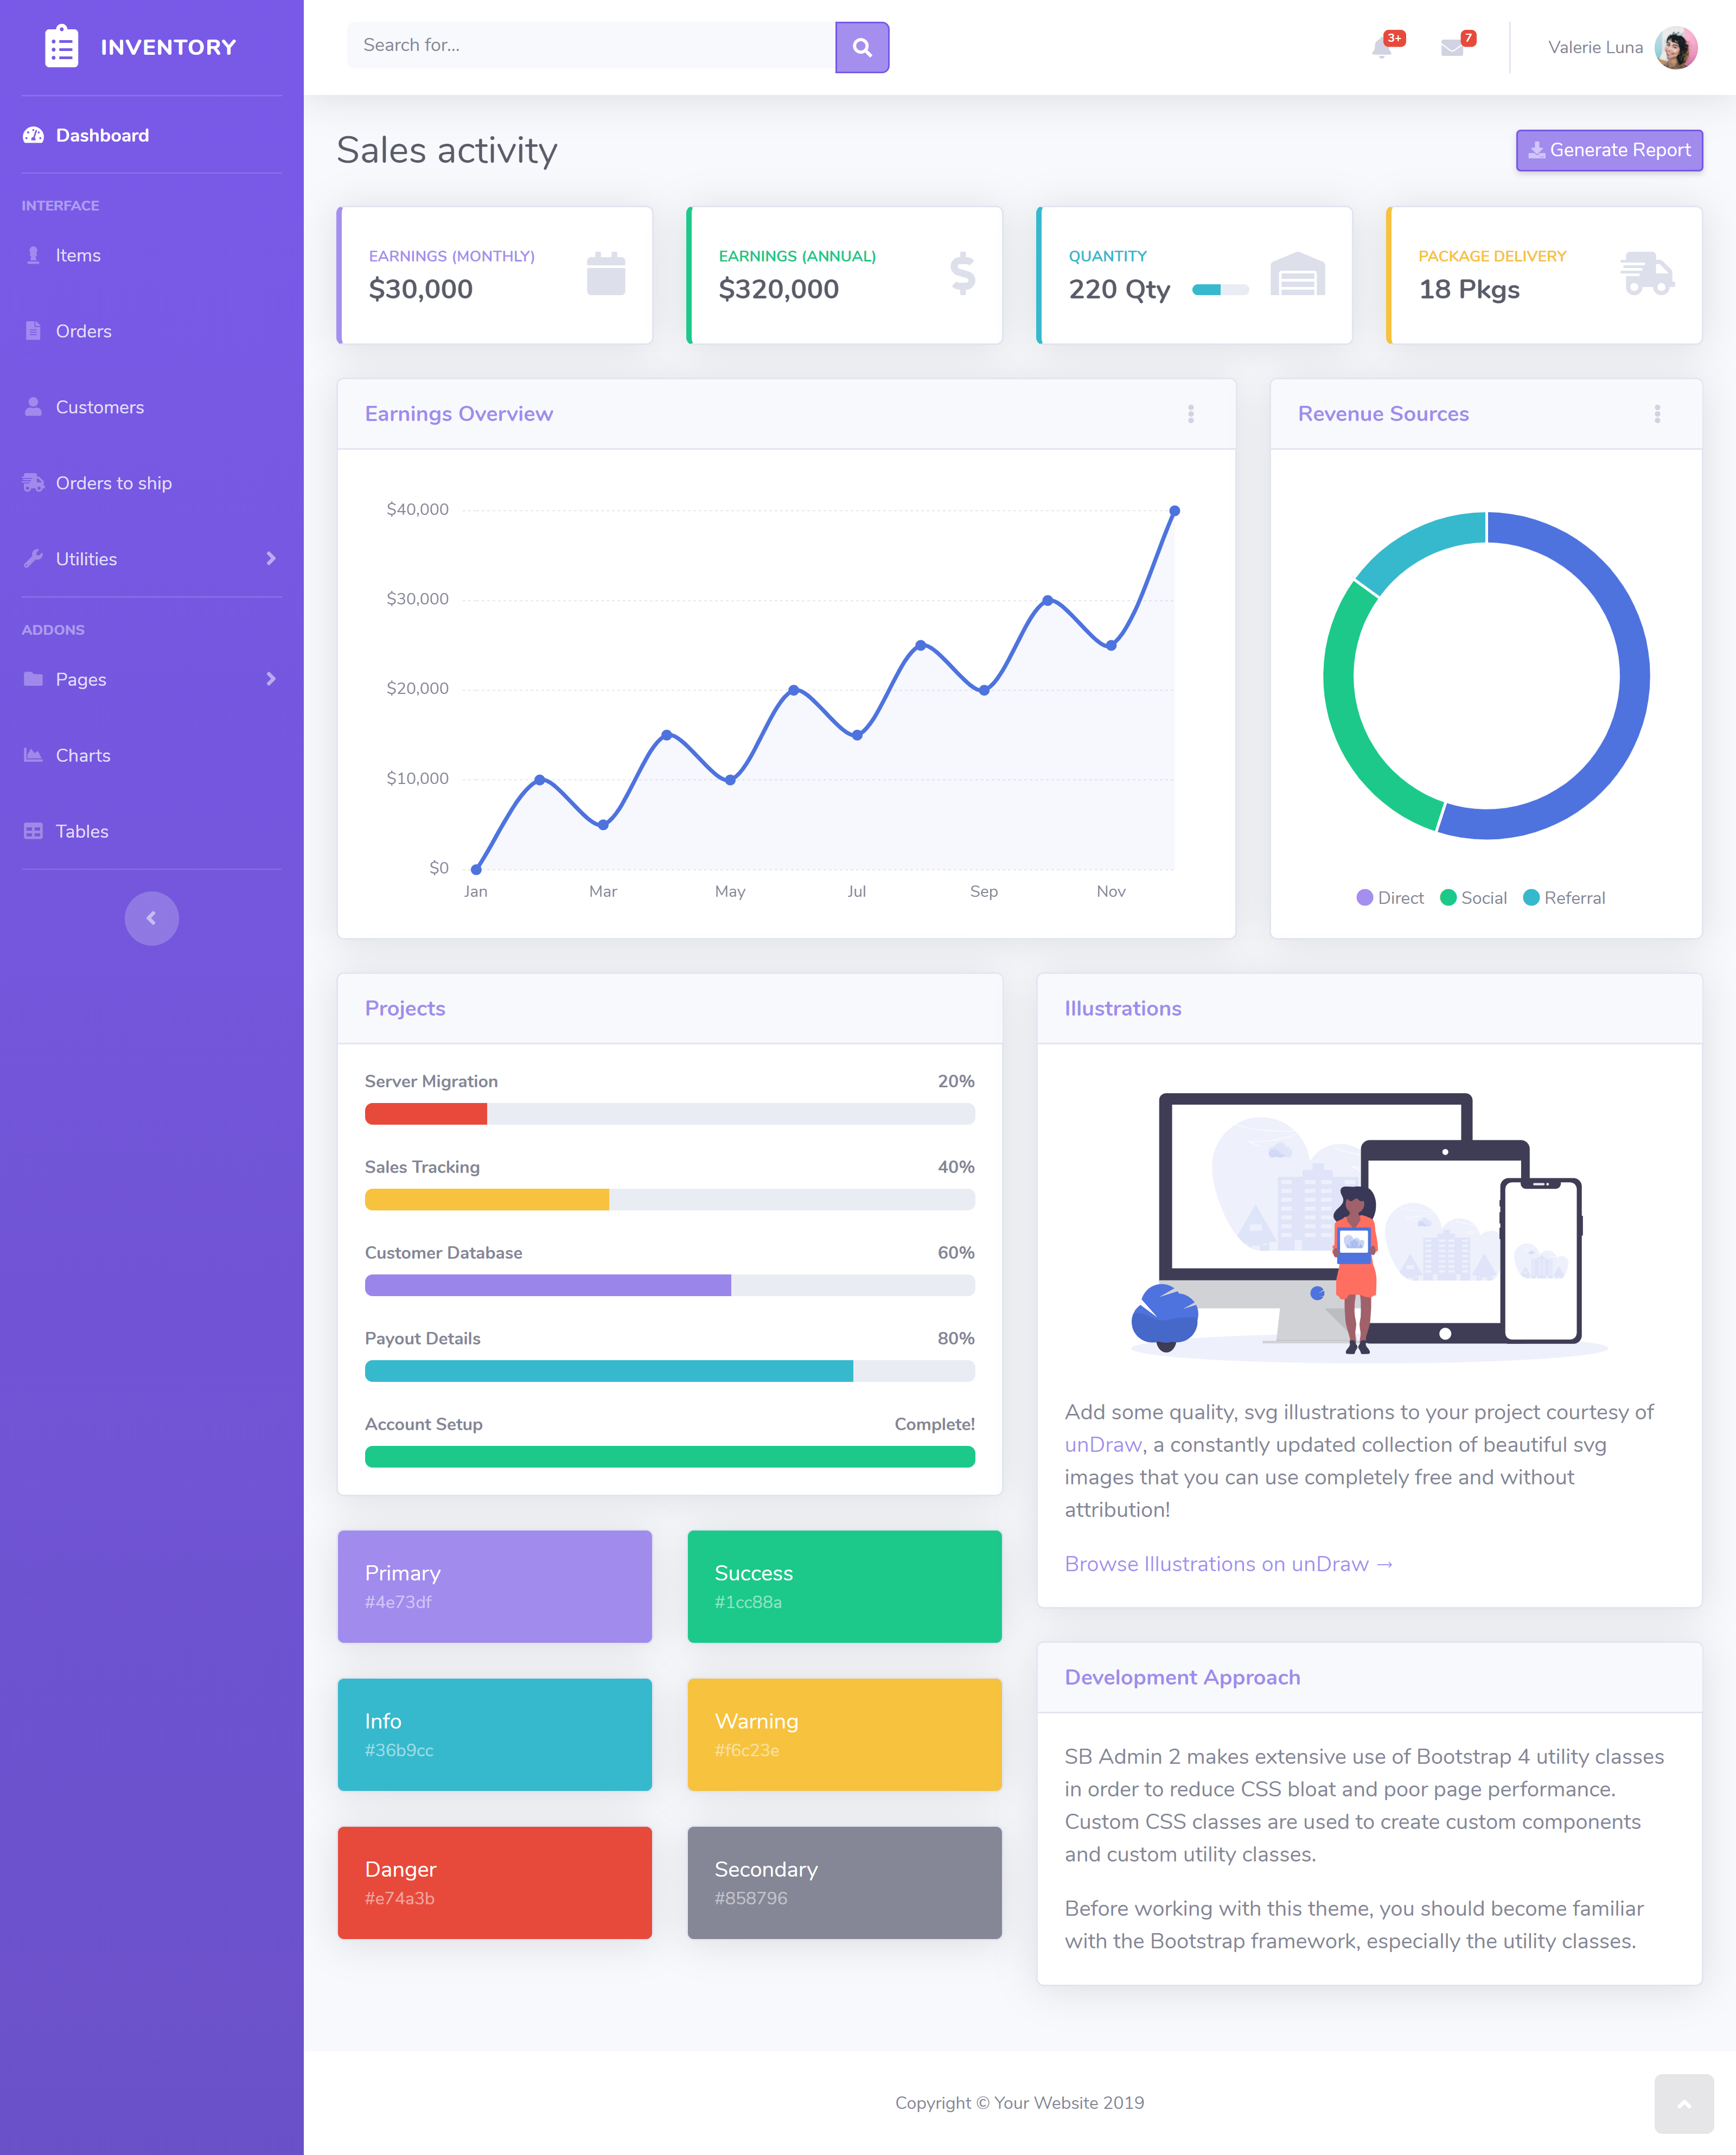 INVENTORY
Dashboard
INTERFACE
Items
Orders
Customers
Orders to ship
Utilities
ADDONS
Pages
Charts
Tables
Search for...
3+
7
Valerie Luna
Sales activity
Generate Report
EARNINGS (MONTHLY)
$30,000
EARNINGS (ANNUAL)
$320,000
QUANTITY
220 Qty
PACKAGE DELIVERY
18 Pkgs
Earnings Overview
$40,000
$30,000
$20,000
$10,000
$0
Jan Mar May Jul Sep Nov
Revenue Sources
Direct Social Referral
Projects
Server Migration 20%
Sales Tracking 40%
Customer Database 60%
Payout Details 80%
Account Setup Complete!
Primary
#4e73df
Success
#1cc88a
Info
#36b9cc
Warning
#f6c23e
Danger
#e74a3b
Secondary
#858796
Illustrations
Add some quality, svg illustrations to your project courtesy of
unDraw, a constantly updated collection of beautiful svg
images that you can use completely free and without
attribution!
Browse Illustrations on unDraw →
Development Approach
SB Admin 2 makes extensive use of Bootstrap 4 utility classes
in order to reduce CSS bloat and poor page performance.
Custom CSS classes are used to create custom components
and custom utility classes.
Before working with this theme, you should become familiar
with the Bootstrap framework, especially the utility classes.
Copyright © Your Website 2019